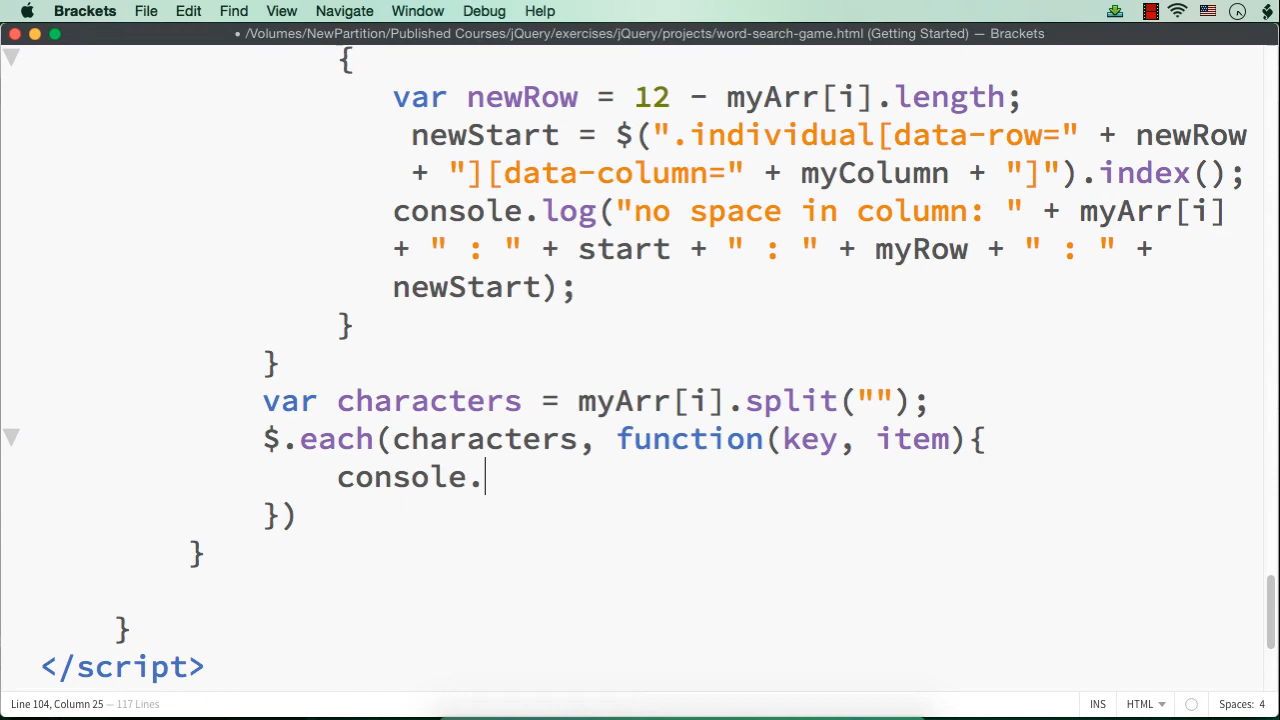 Brackets File Edit Find View Navigate Window Debug Help
• /Volumes/NewPartition/Published Courses/jQuery/exercises/jQuery/projects/word-search-game.html (Getting Started) — Brackets
{
var newRow = 12 - myArr[i].length;
newStart = $(".individual[data-row=" + newRow
+ "][data-column=" + myColumn + "]").index();
console.log("no space in column: " + myArr[i]
+ " : " + start + " : " + myRow + " : " +
newStart);
}
}
var characters = myArr[i].split("");
$.each(characters, function(key, item){
console.
})
}
}
</script>
Line 104, Column 25 — 117 Lines INS HTML Spaces: 4